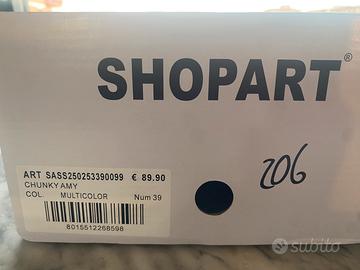 SHOPART®
206
ART SASS250253390099 € 89.90
CHUNKY AMY
COL. MULTICOLOR Num 39
8015512268598
subito